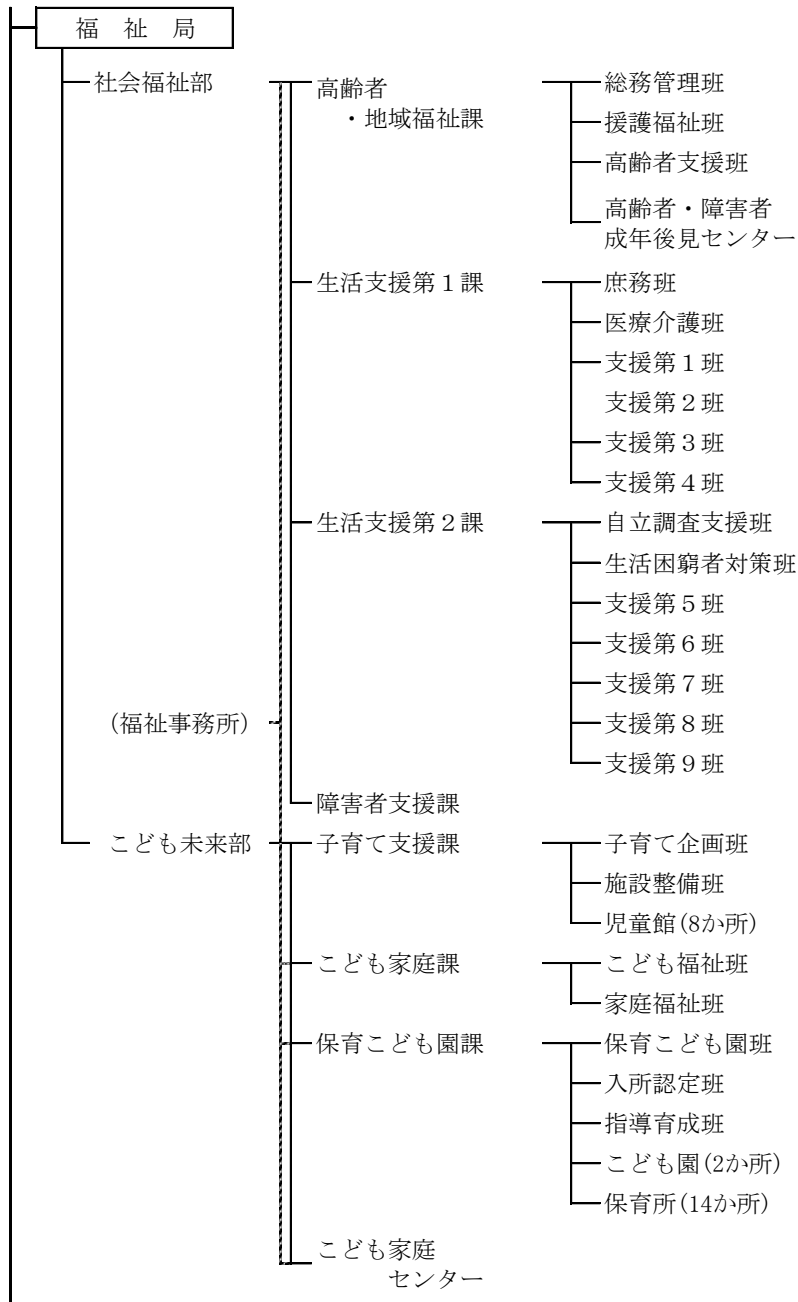 福祉局
社会福祉部
高齢者
・地域福祉課
総務管理班
援護福祉班
高齢者支援班
高齢者・障害者
成年後見センター
生活支援第１課
庶務班
医療介護班
支援第１班
支援第２班
支援第３班
支援第４班
生活支援第２課
自立調査支援班
生活困窮者対策班
支援第５班
支援第６班
支援第７班
支援第８班
支援第９班
(福祉事務所)
障害者支援課
こども未来部
子育て支援課
子育て企画班
施設整備班
児童館(8か所)
こども家庭課
こども福祉班
家庭福祉班
保育こども園課
保育こども園班
入所認定班
指導育成班
こども園(2か所)
保育所(14か所)
こども家庭
センター